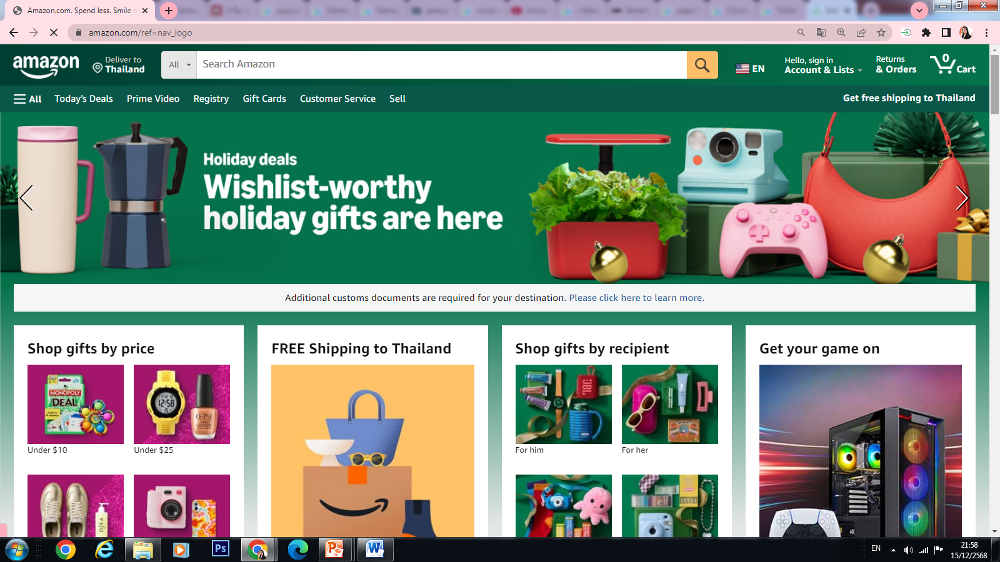 Amazon.com. Spend less. Smile
amazon.com/ref=nav_logo
amazon
Deliver to
Thailand
All
Search Amazon
EN
Hello, sign in
Account & Lists
Returns
& Orders
0
Cart
All
Today's Deals
Prime Video
Registry
Gift Cards
Customer Service
Sell
Get free shipping to Thailand
Holiday deals
Wishlist-worthy
holiday gifts are here
Additional customs documents are required for your destination. Please click here to learn more.
Shop gifts by price
FREE Shipping to Thailand
Shop gifts by recipient
Get your game on
MONOPOLY
DEAL
12:58
O·P·I
JBL
Under $10
Under $25
For him
For her
OSEA
Ps
EN
21:58
15/12/2568